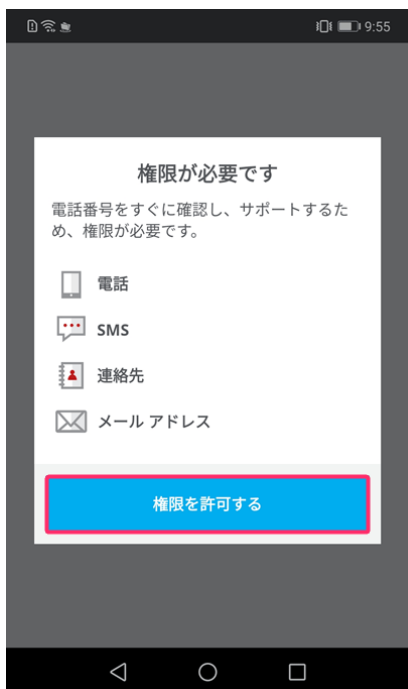 9:55
権限が必要です
電話番号をすぐに確認し、サポートするた
め、権限が必要です。
電話
SMS
連絡先
メール アドレス
権限を許可する